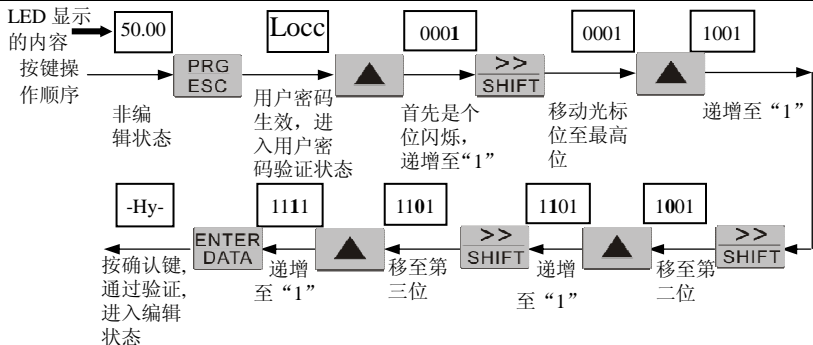 LED 显示
的内容
50.00
按键操
作顺序
非编
辑状态
PRG
ESC
Locc
用户密码
生效，进
入用户密
码验证状态
▲
0001
首先是个
位闪烁，
递增至“1”
>>
SHIFT
0001
移动光标
位至最高
位
▲
1001
递增至“1”
>>
SHIFT
1001
移至第
二位
▲
递增
至“1”
1101
>>
SHIFT
1101
移至第
三位
▲
递增
至“1”
1111
ENTER
DATA
-Hy-
按确认键,
通过验证,
进入编辑
状态